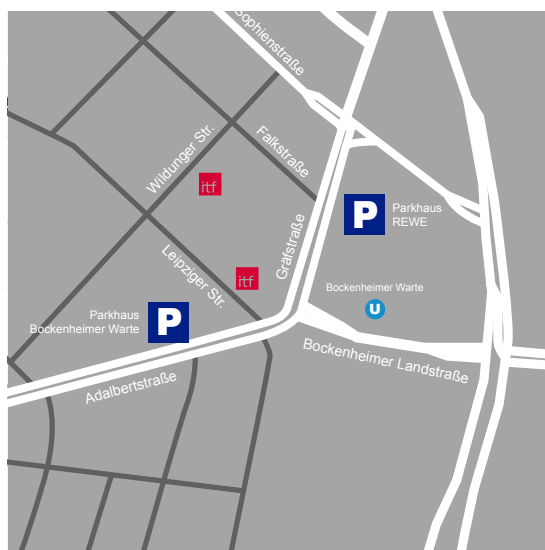 Sophienstraße
Wildunger Str.
Falkstraße
itf
P
Parkhaus
REWE
Gräfstraße
Leipziger Str.
itf
Bockenheimer Warte
U
Parkhaus
Bockenheimer Warte
P
Bockenheimer Landstraße
Adalbertstraße